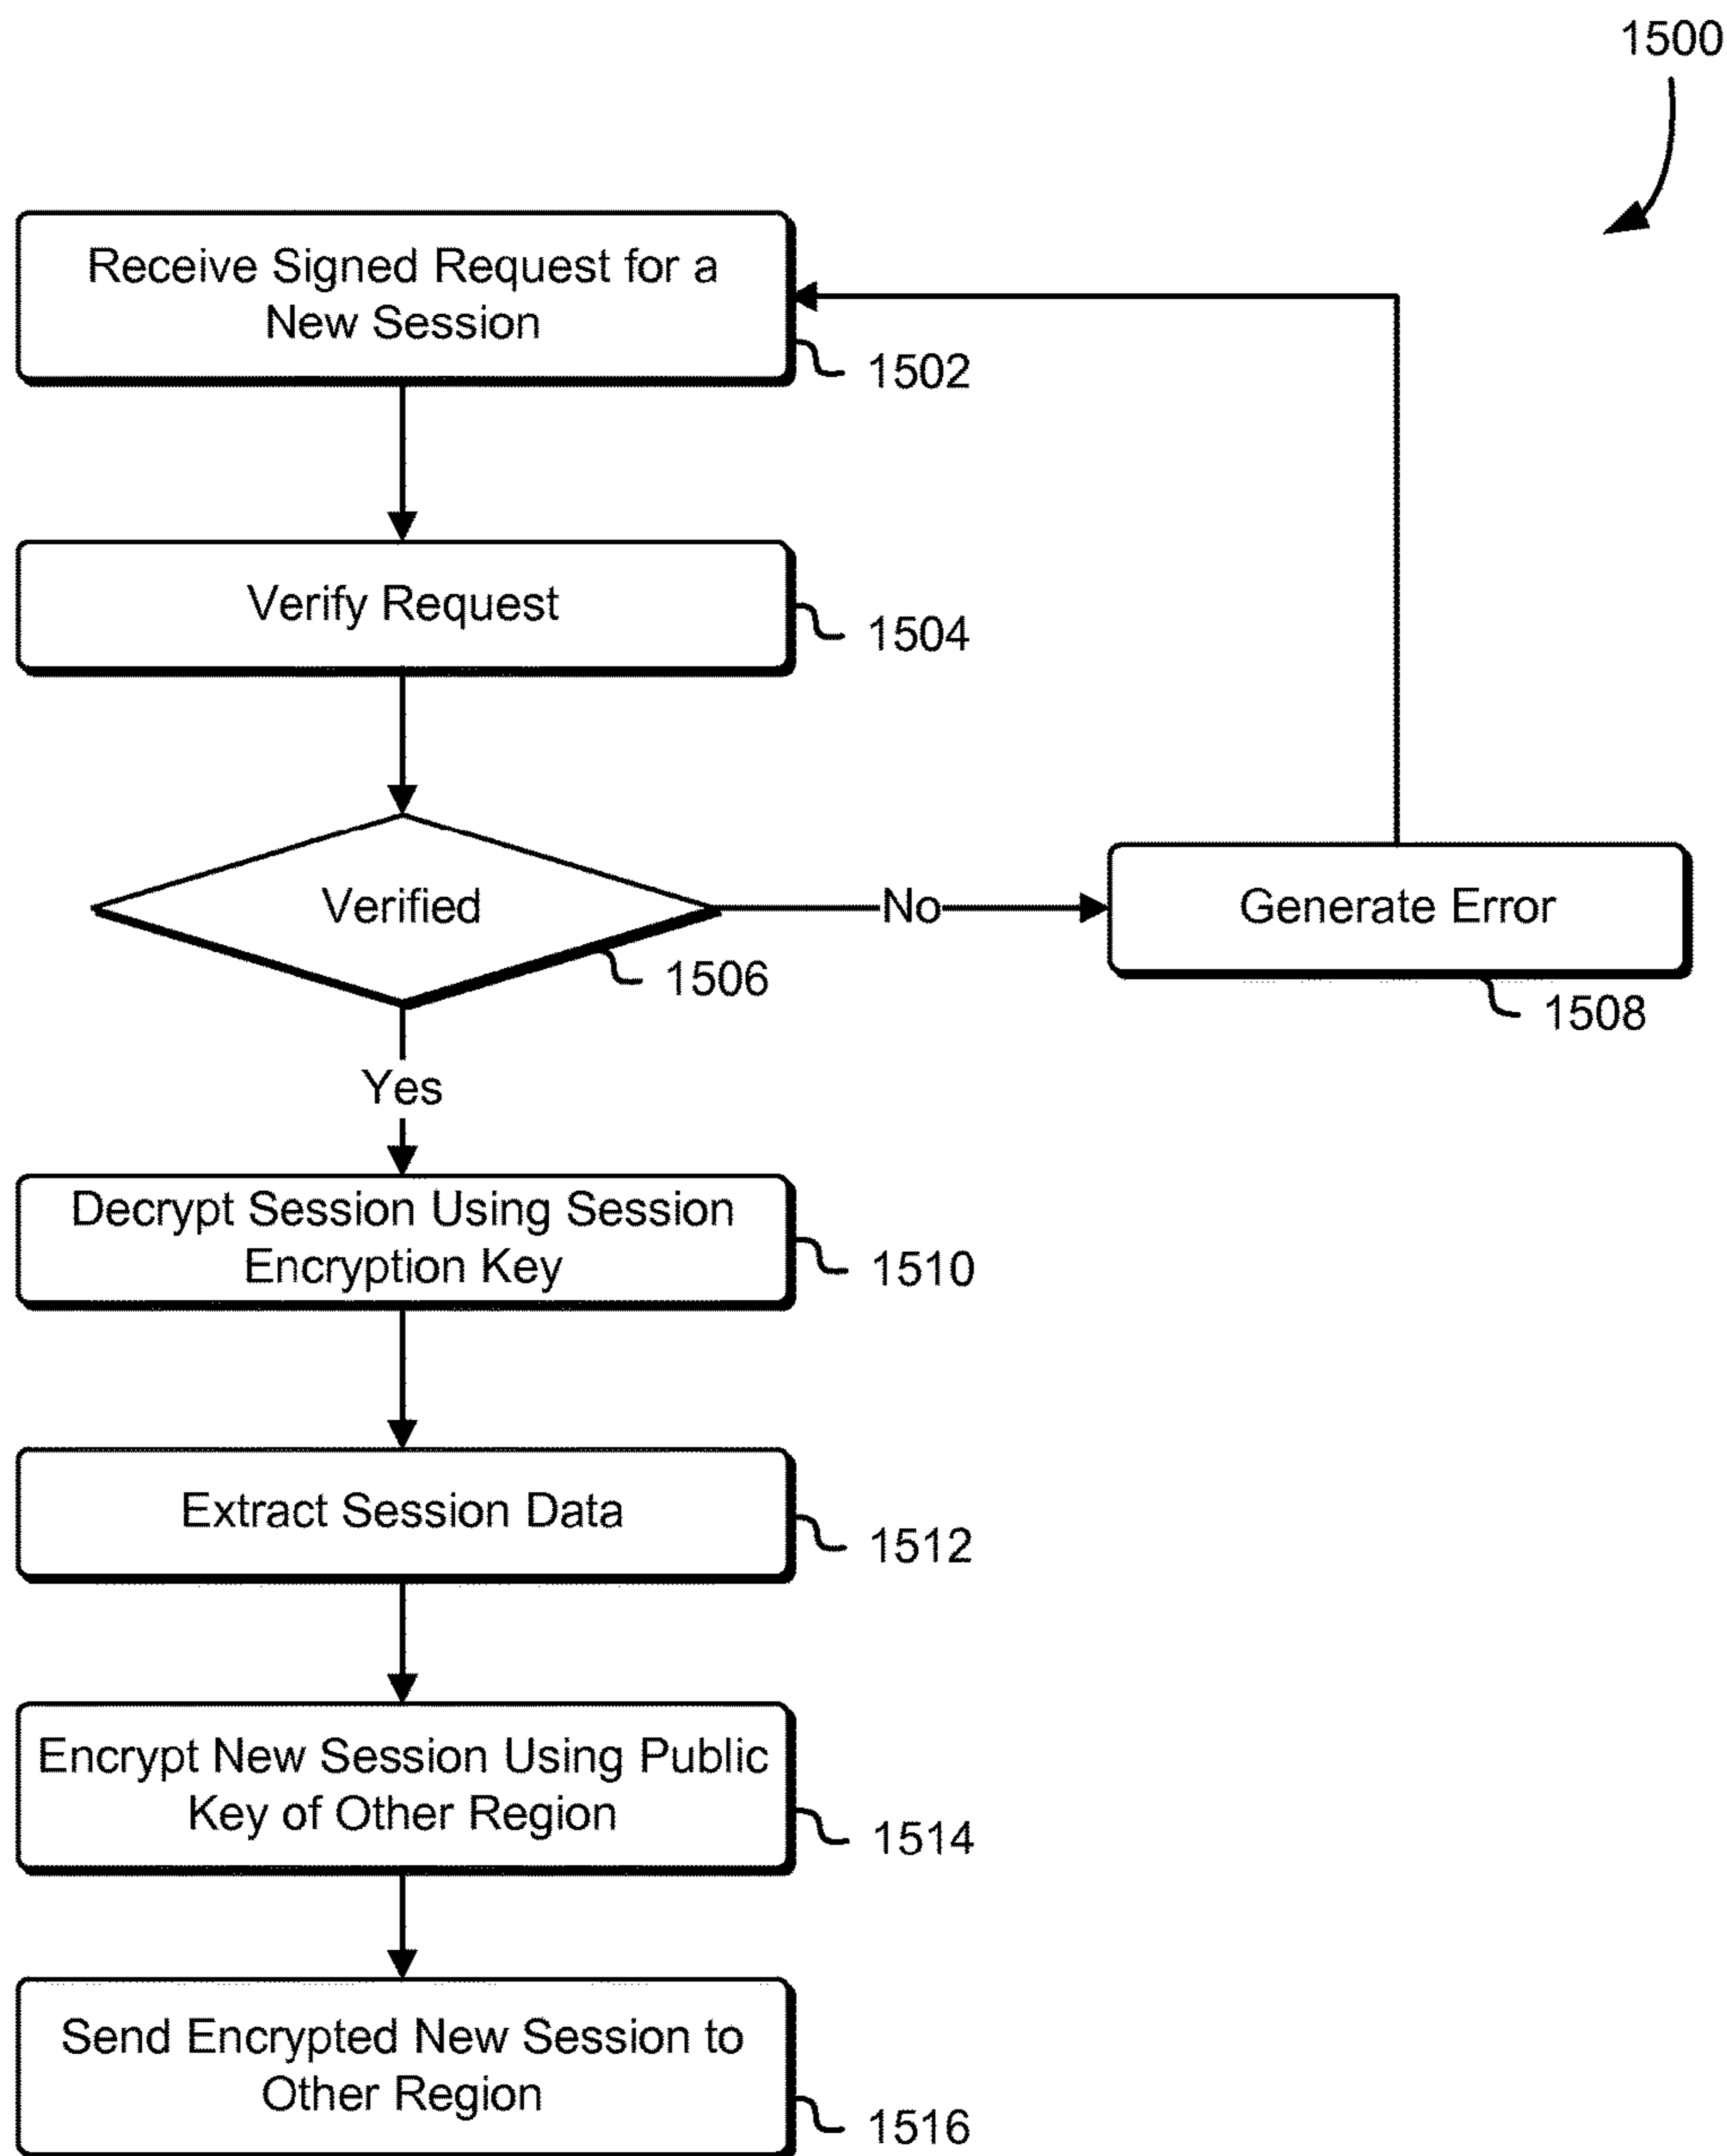 1500
Receive Signed Request for a
New Session
1502
Verify Request
1504
Verified
No
Generate Error
1506
1508
Yes
Decrypt Session Using Session
Encryption Key
1510
Extract Session Data
1512
Encrypt New Session Using Public
Key of Other Region
1514
Send Encrypted New Session to
Other Region
1516